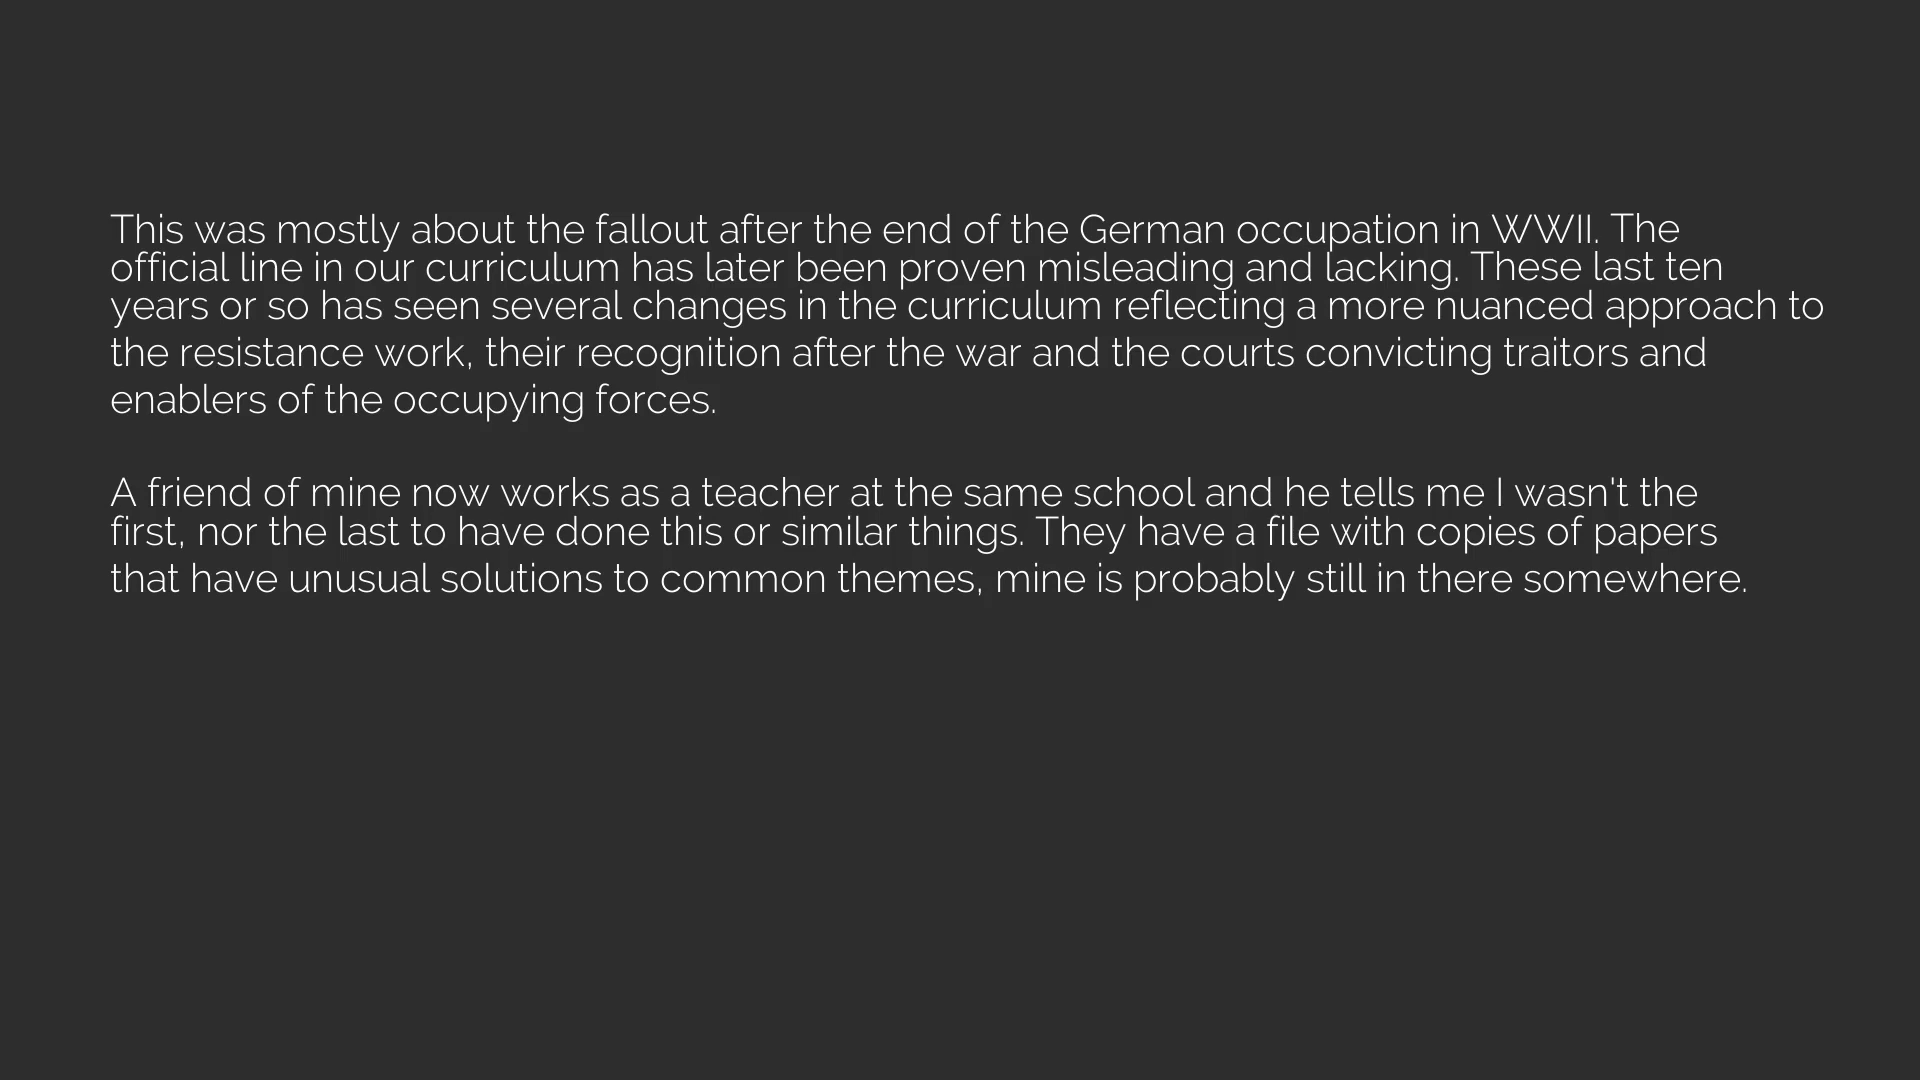 This was mostly about the fallout after the end of the German occupation in WWII. The
official line in our curriculum has later been proven misleading and lacking. These last ten
years or so has seen several changes in the curriculum reflecting a more nuanced approach to
the resistance work, their recognition after the war and the courts convicting traitors and
enablers of the occupying forces.
A friend of mine now works as a teacher at the same school and he tells me I wasn't the
first, nor the last to have done this or similar things. They have a file with copies of papers
that have unusual solutions to common themes, mine is probably still in there somewhere.